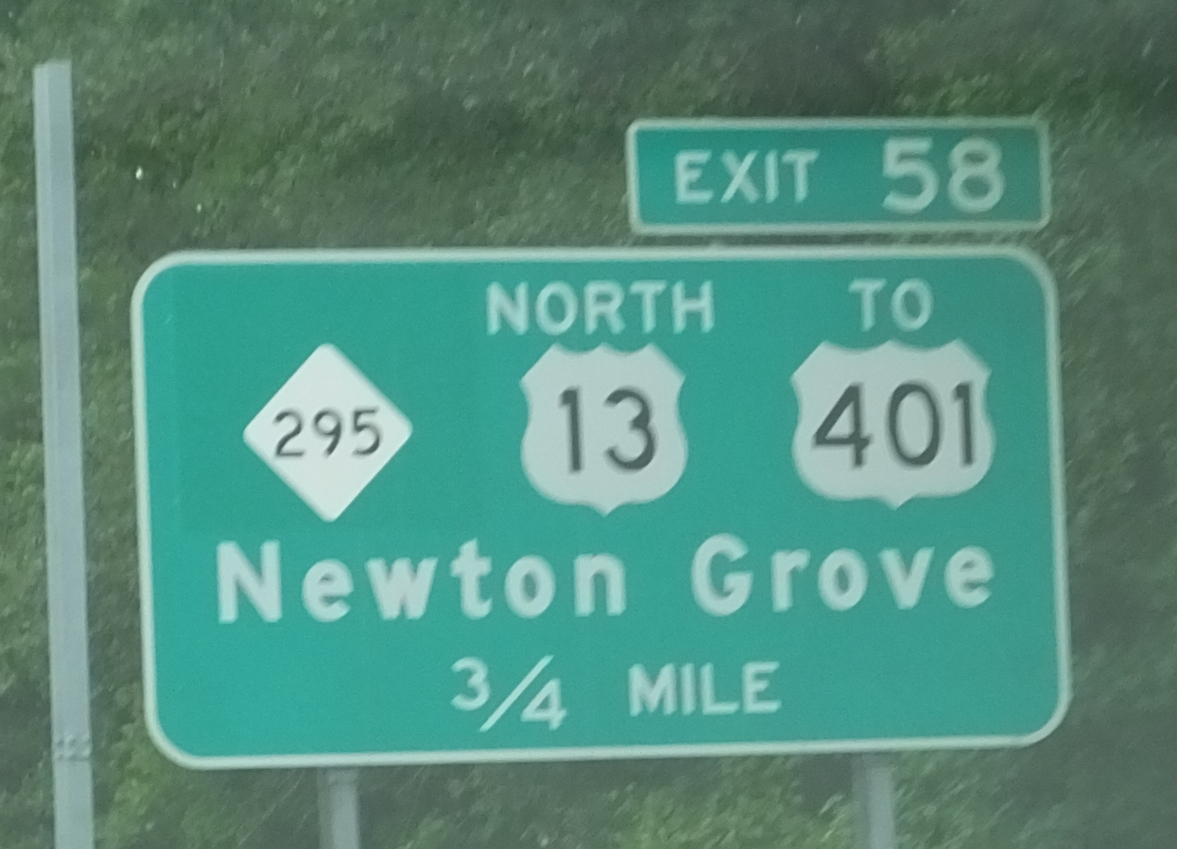 EXIT 58
NORTH TO
295 13 401
Newton Grove
3/4 MILE